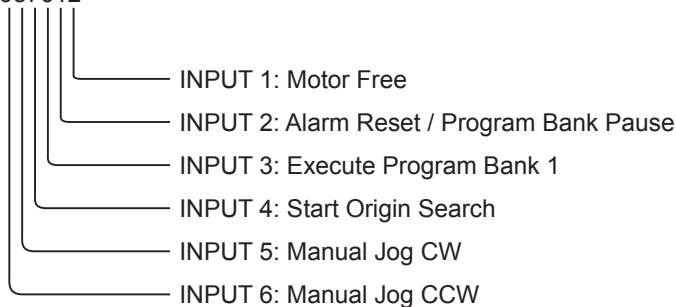 INPUT 1: Motor Free
INPUT 2: Alarm Reset / Program Bank Pause
INPUT 3: Execute Program Bank 1
INPUT 4: Start Origin Search
INPUT 5: Manual Jog CW
INPUT 6: Manual Jog CCW